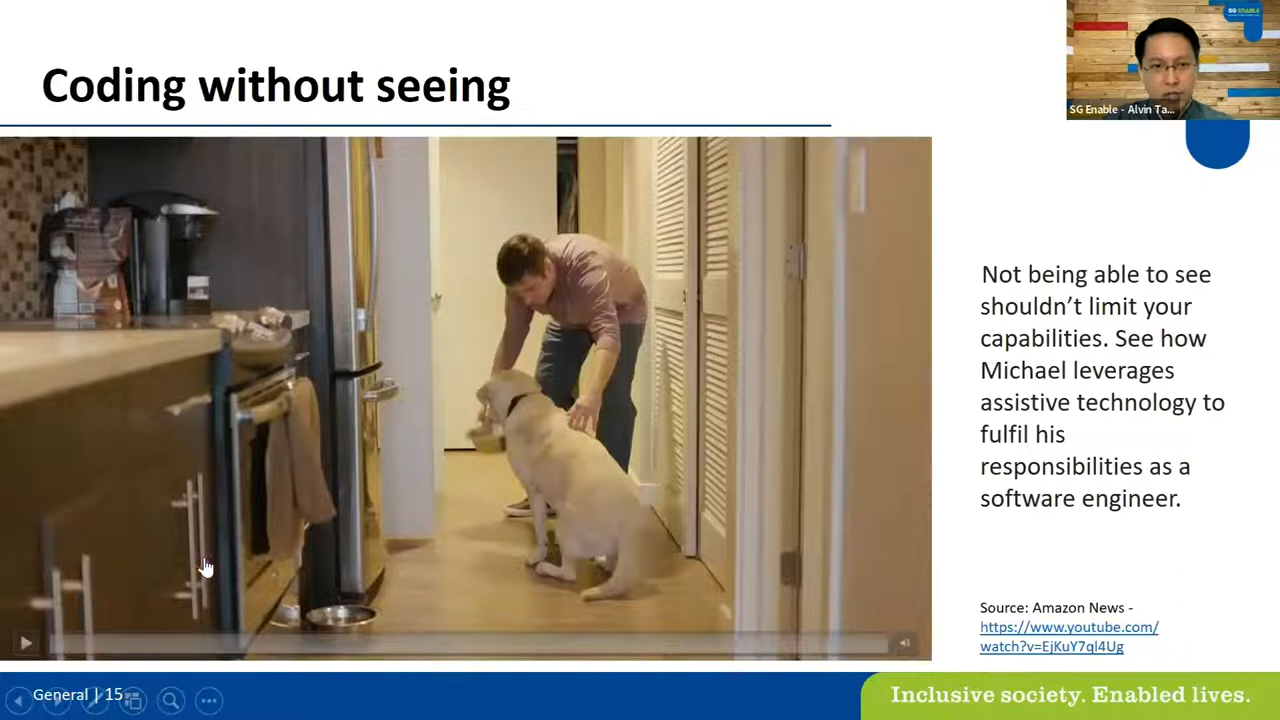 Coding without seeing
SG ENABLE
SG Enable - Alvin Ta...
Not being able to see
shouldn’t limit your
capabilities. See how
Michael leverages
assistive technology to
fulfil his
responsibilities as a
software engineer.
Source: Amazon News -
https://www.youtube.com/
watch?v=EjKuY7ql4Ug
General | 15
Inclusive society. Enabled lives.